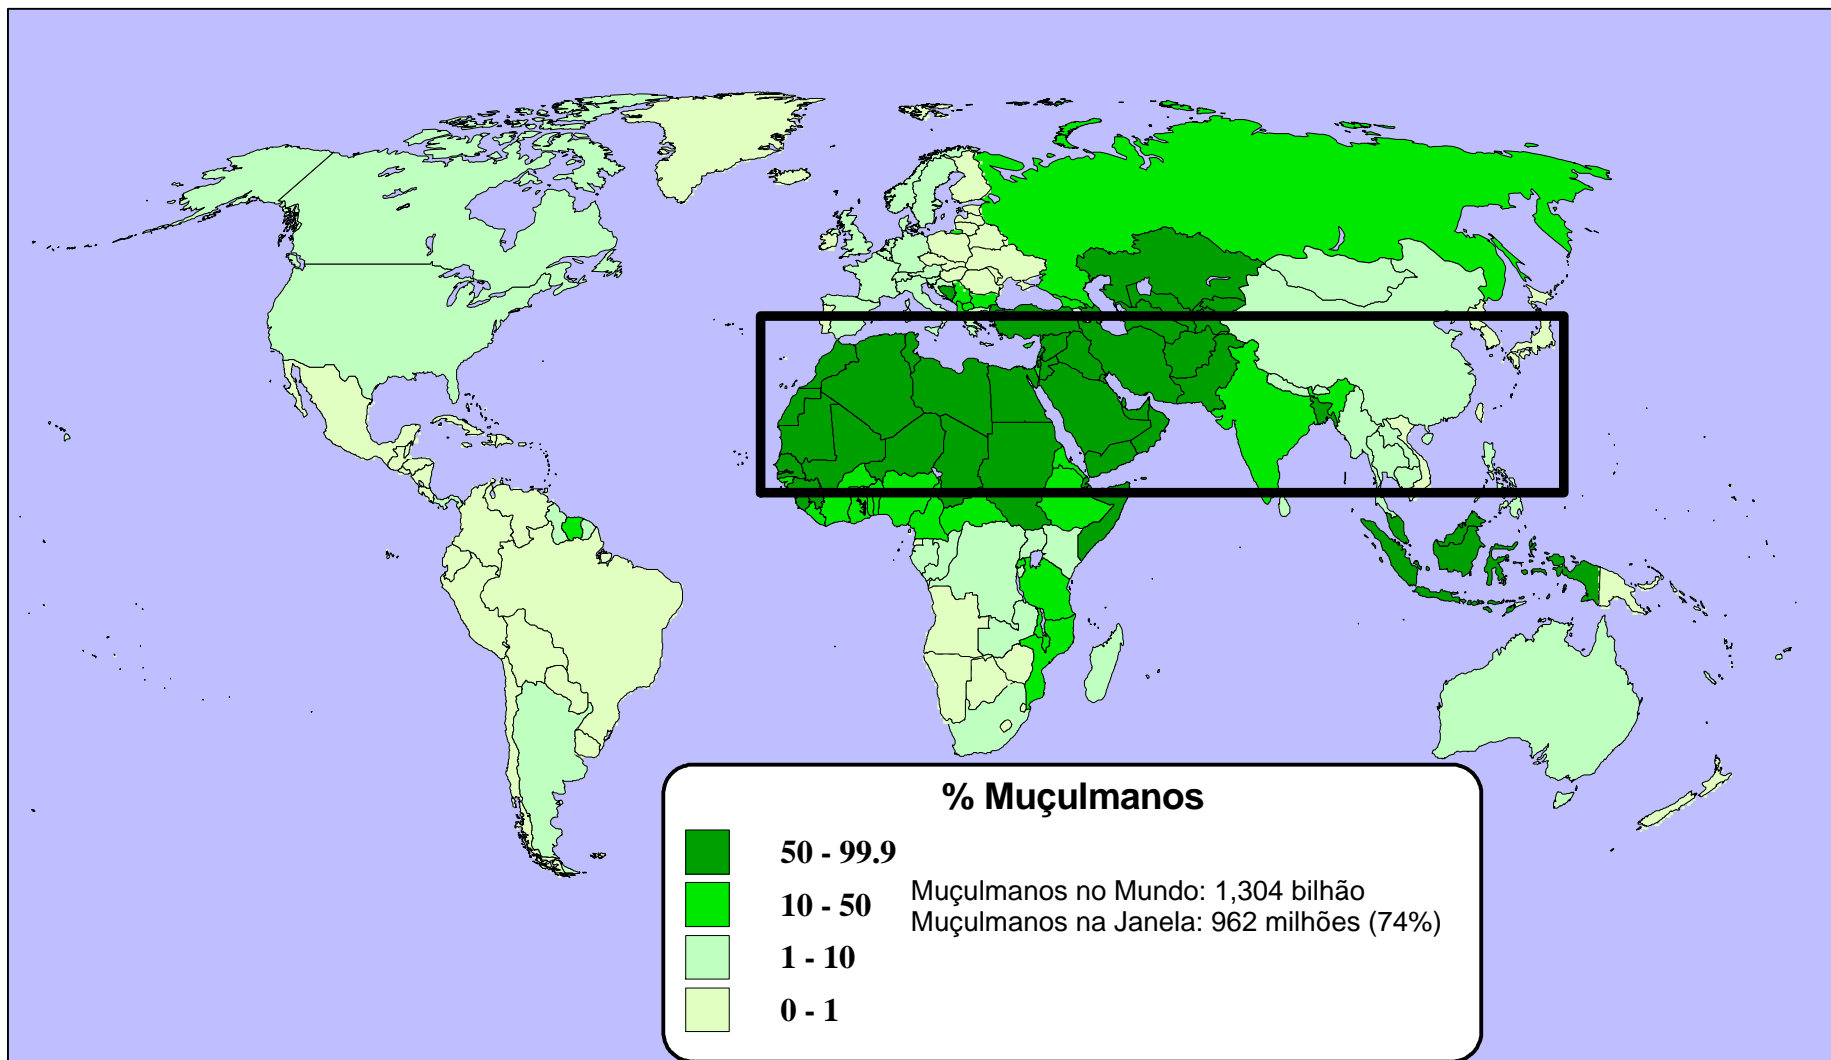 % Muçulmanos
50 - 99.9
10 - 50
1 - 10
0 - 1
Muçulmanos no Mundo: 1,304 bilhão
Muçulmanos na Janela: 962 milhões (74%)